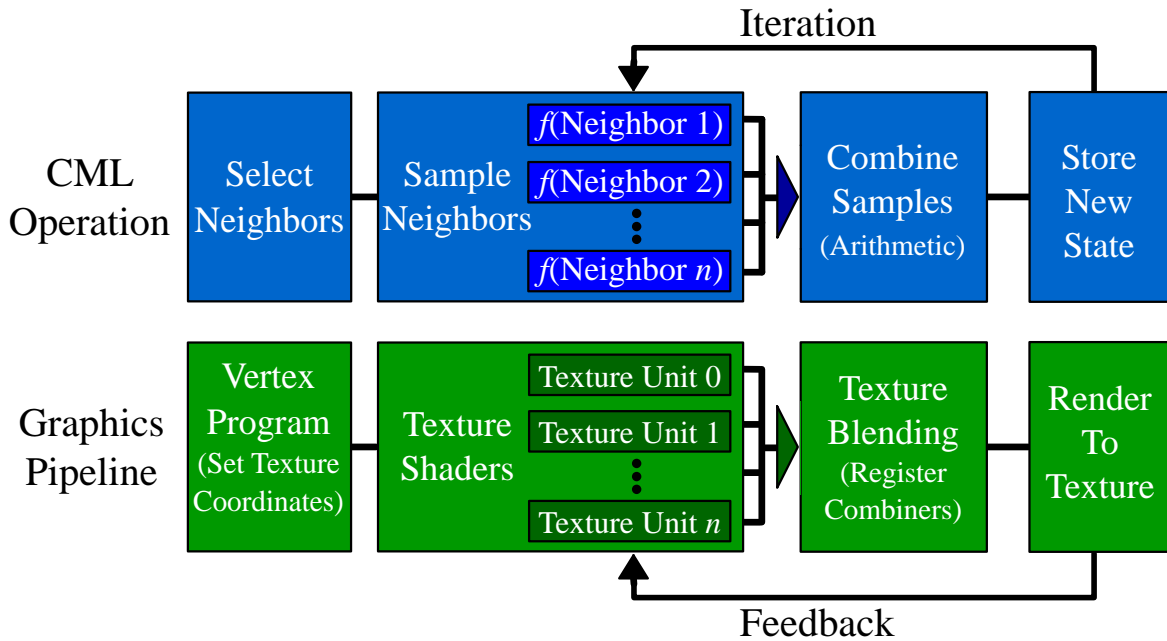 Iteration
CML
Operation
Select
Neighbors
Sample
Neighbors
f(Neighbor 1)
f(Neighbor 2)
f(Neighbor n)
Combine
Samples
(Arithmetic)
Store
New
State
Graphics
Pipeline
Vertex
Program
(Set Texture
Coordinates)
Texture
Shaders
Texture Unit 0
Texture Unit 1
Texture Unit n
Texture
Blending
(Register
Combiners)
Render
To
Texture
Feedback